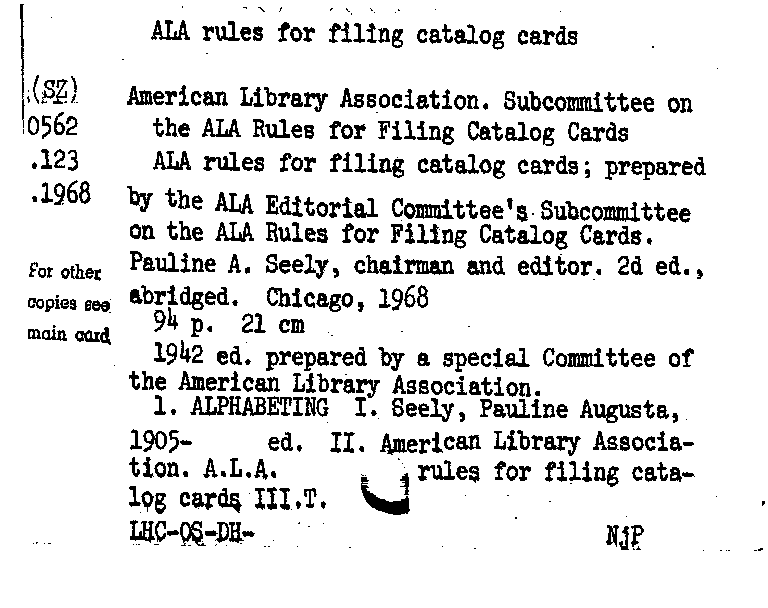 ALA rules for filing catalog cards
(SZ)
0562
.123
.1968
American Library Association. Subcommittee on
the ALA Rules for Filing Catalog Cards
ALA rules for filing catalog cards; prepared
by the ALA Editorial Committee's Subcommittee
on the ALA Rules for Filing Catalog Cards.
Pauline A. Seely, chairman and editor. 2d ed.,
abridged. Chicago, 1968
94 p. 21 cm
1942 ed. prepared by a special Committee of
the American Library Association.
1. ALPHABETING I. Seely, Pauline Augusta,
1905- ed. II. American Library Associa-
tion. A.L.A. rules for filing cata-
log cards III.T.
LHC-OS-DH-
NjP
For other
copies see
main card